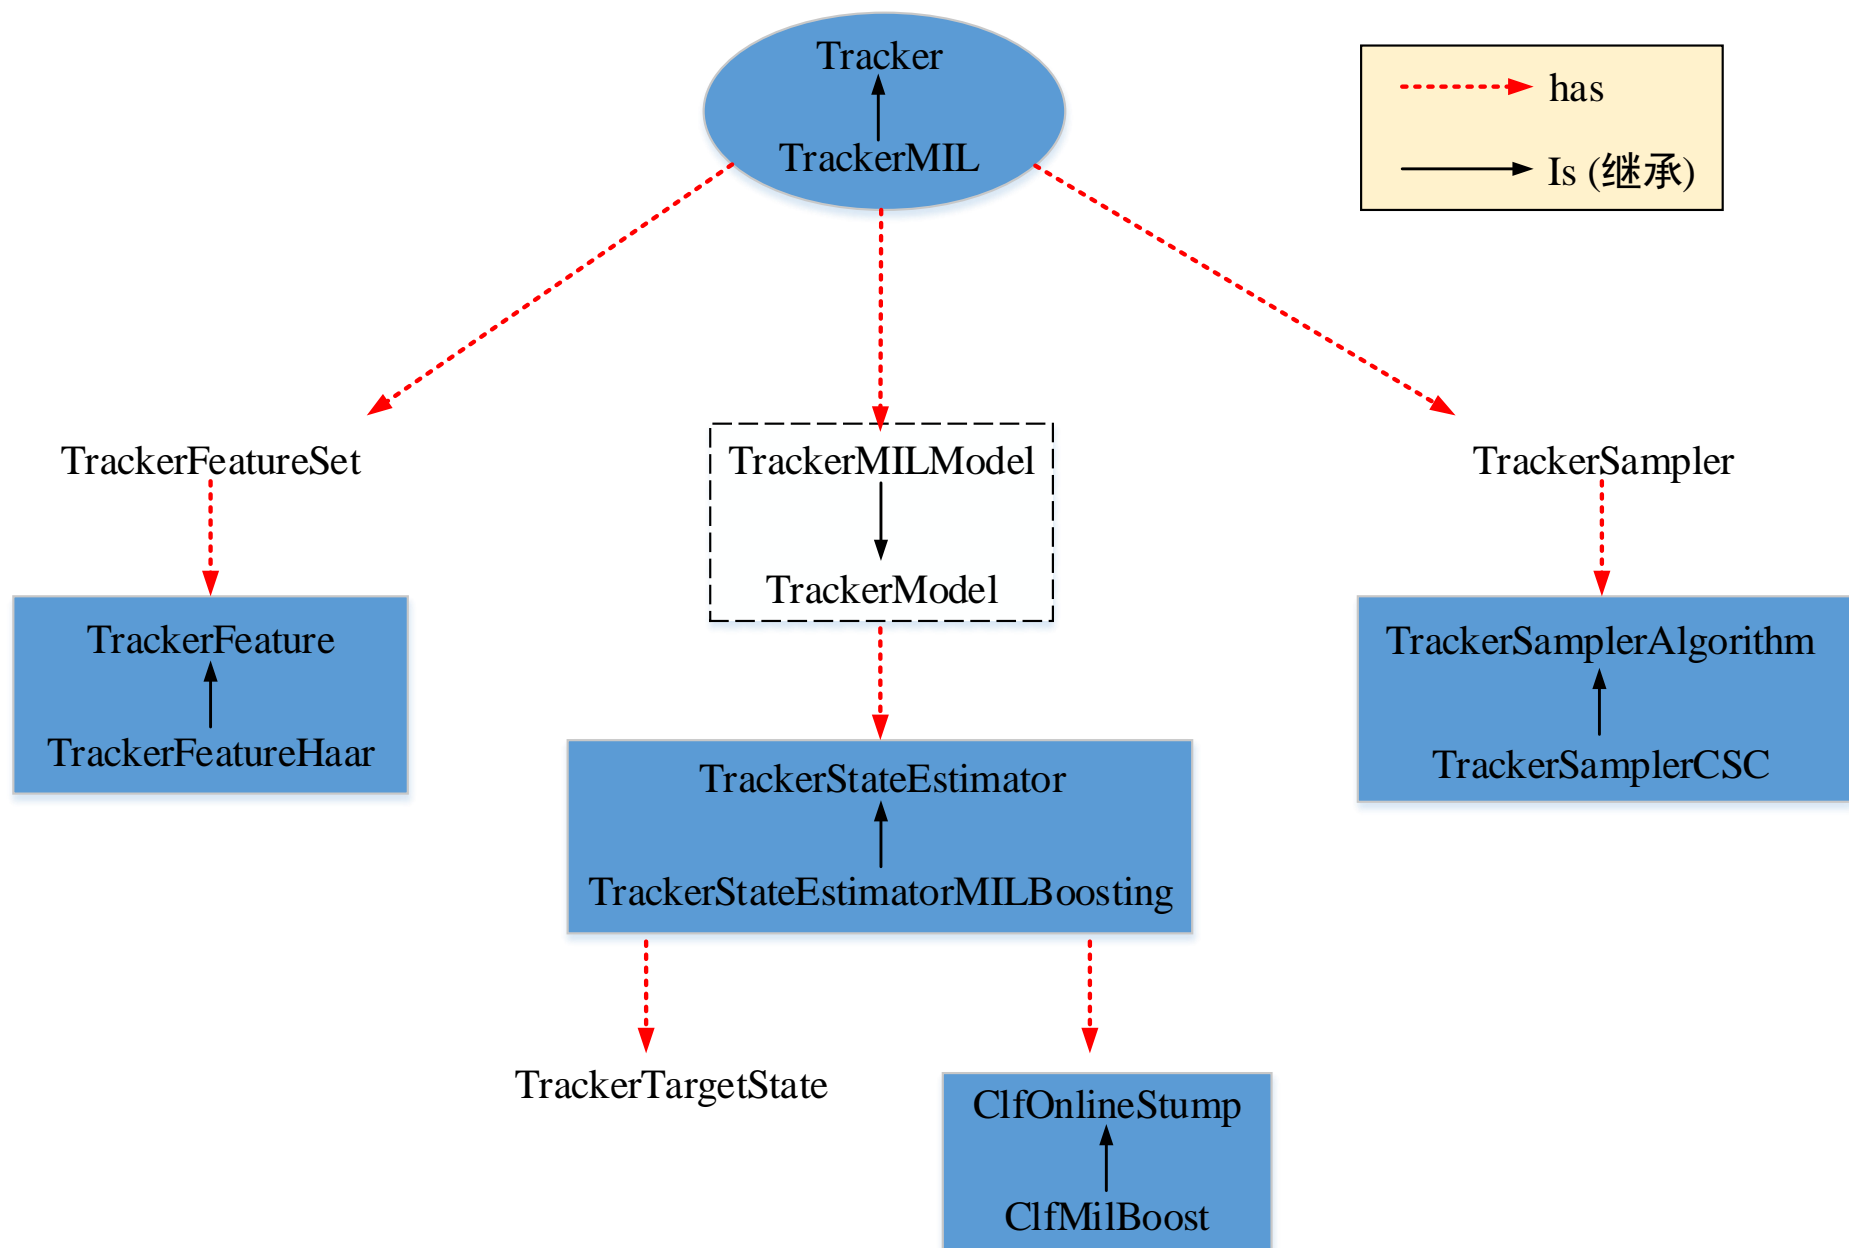 Tracker
TrackerMIL
has
Is (继承)
TrackerFeatureSet
TrackerMILModel
TrackerSampler
TrackerModel
TrackerFeature
TrackerFeatureHaar
TrackerSamplerAlgorithm
TrackerSamplerCSC
TrackerStateEstimator
TrackerStateEstimatorMILBoosting
TrackerTargetState
ClfOnlineStump
ClfMilBoost